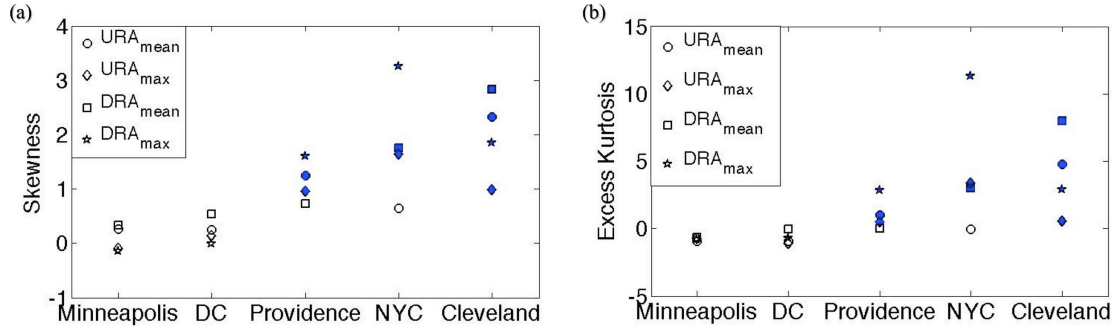 (a)
Skewness
4
3
2
1
0
-1
URAmean
URAmax
DRAmean
DRAmax
Minneapolis DC Providence NYC Cleveland
(b)
Excess Kurtosis
15
10
5
0
-5
URAmean
URAmax
DRAmean
DRAmax
Minneapolis DC Providence NYC Cleveland